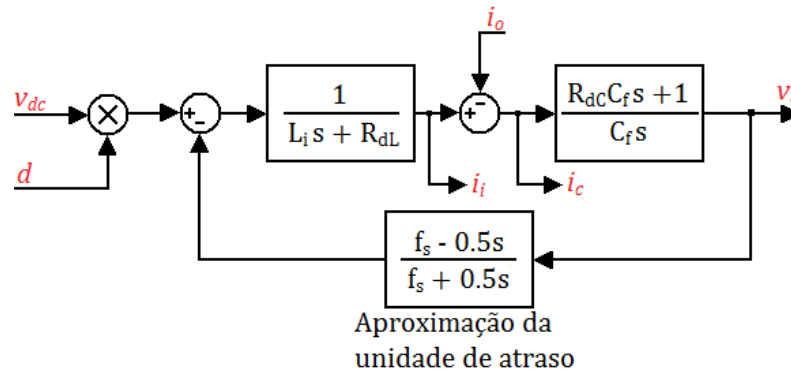 i_o
v_dc
d
+
-
1
L_i s + R_dL
+
-
R_dC C_f s + 1
C_f s
i_i
i_c
f_s - 0.5s
f_s + 0.5s
Aproximação da
unidade de atraso